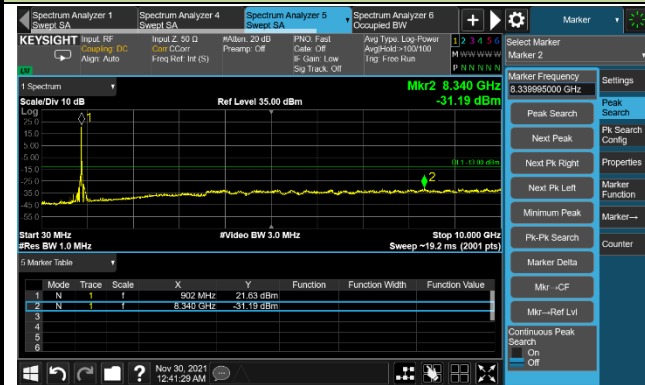 Spectrum Analyzer 1
Swept SA
Spectrum Analyzer 4
Swept SA
Spectrum Analyzer 5
Swept SA
Spectrum Analyzer 6
Occupied BW
Marker
KEYSIGHT
Input: RF
Coupling: DC
Align: Auto
Input Z: 50 Ω
Corr CCorr
Freq Ref: Int (S)
#Atten: 20 dB
Preamp: Off
PNO: Fast
Gate: Off
IF Gain: Low
Sig Track: Off
Avg Type: Log-Power
Avg|Hold:>100/100
Trig: Free Run
1 2 3 4 5 6
M W W W W W
P N N N N N
LXI
1 Spectrum
Scale/Div 10 dB
Ref Level 35.00 dBm
Mkr2 8.340 GHz
-31.19 dBm
Log
25.0
15.0
5.00
-5.00
-15.0
-25.0
-35.0
-45.0
-55.0
1
DL1 -13.00 dBm
2
Start 30 MHz
#Video BW 3.0 MHz
Stop 10.000 GHz
#Res BW 1.0 MHz
Sweep ~19.2 ms (2001 pts)
5 Marker Table
Mode Trace Scale X Y Function Function Width Function Value
1 N 1 f 902 MHz 21.63 dBm
2 N 1 f 8.340 GHz -31.19 dBm
3
4
5
6
Nov 30, 2021
12:41:29 AM
Select Marker
Marker 2
Marker Frequency
8.339995000 GHz
Peak Search
Next Peak
Next Pk Right
Next Pk Left
Minimum Peak
Pk-Pk Search
Marker Delta
Mkr→CF
Mkr→Ref Lvl
Continuous Peak
Search
On
Off
Settings
Peak
Search
Pk Search
Config
Properties
Marker
Function
Marker→
Counter